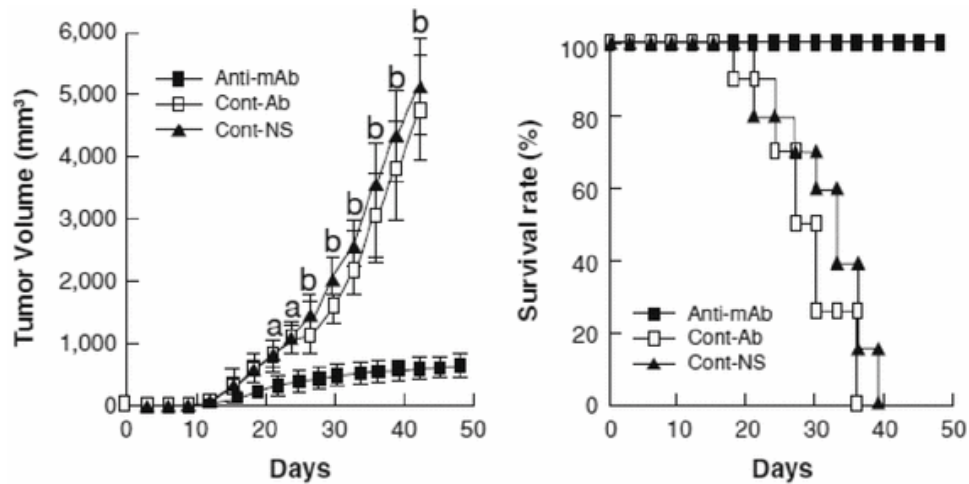 6,000
5,000
4,000
3,000
2,000
1,000
0
Tumor Volume (mm³)
Anti-mAb
Cont-Ab
Cont-NS
a
a
b
b
b
b
b
b
0
10
20
30
40
50
Days
100
80
60
40
20
0
Survival rate (%)
Anti-mAb
Cont-Ab
Cont-NS
0
10
20
30
40
50
Days